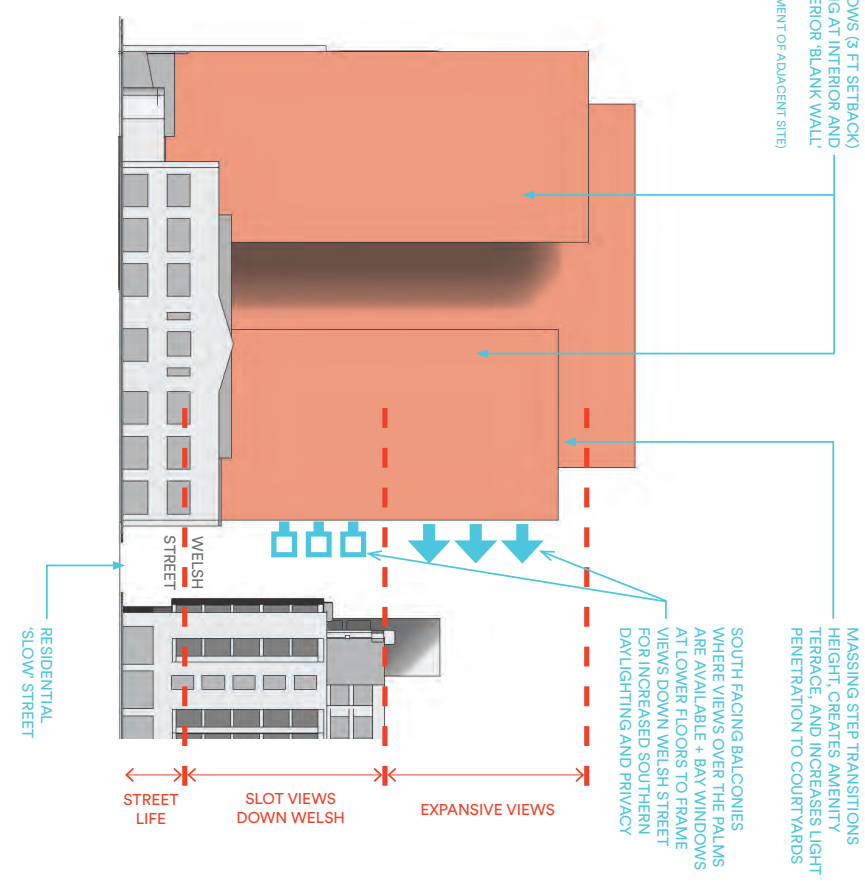 OWS (3 FT SETBACK)
G AT INTERIOR AND
ERIOR 'BLANK WALL'
MENT OF ADJACENT SITE)
MASSING STEP TRANSITIONS
HEIGHT, CREATES AMENITY
TERRACE, AND INCREASES LIGHT
PENETRATION TO COURTYARDS
SOUTH FACING BALCONIES
WHERE VIEWS OVER THE PALMS
ARE AVAILABLE + BAY WINDOWS
AT LOWER FLOORS TO FRAME
VIEWS DOWN WELSH STREET
FOR INCREASED SOUTHERN
DAYLIGHTING AND PRIVACY
WELSH
STREET
RESIDENTIAL
'SLOW' STREET
STREET
LIFE
SLOT VIEWS
DOWN WELSH
EXPANSIVE VIEWS